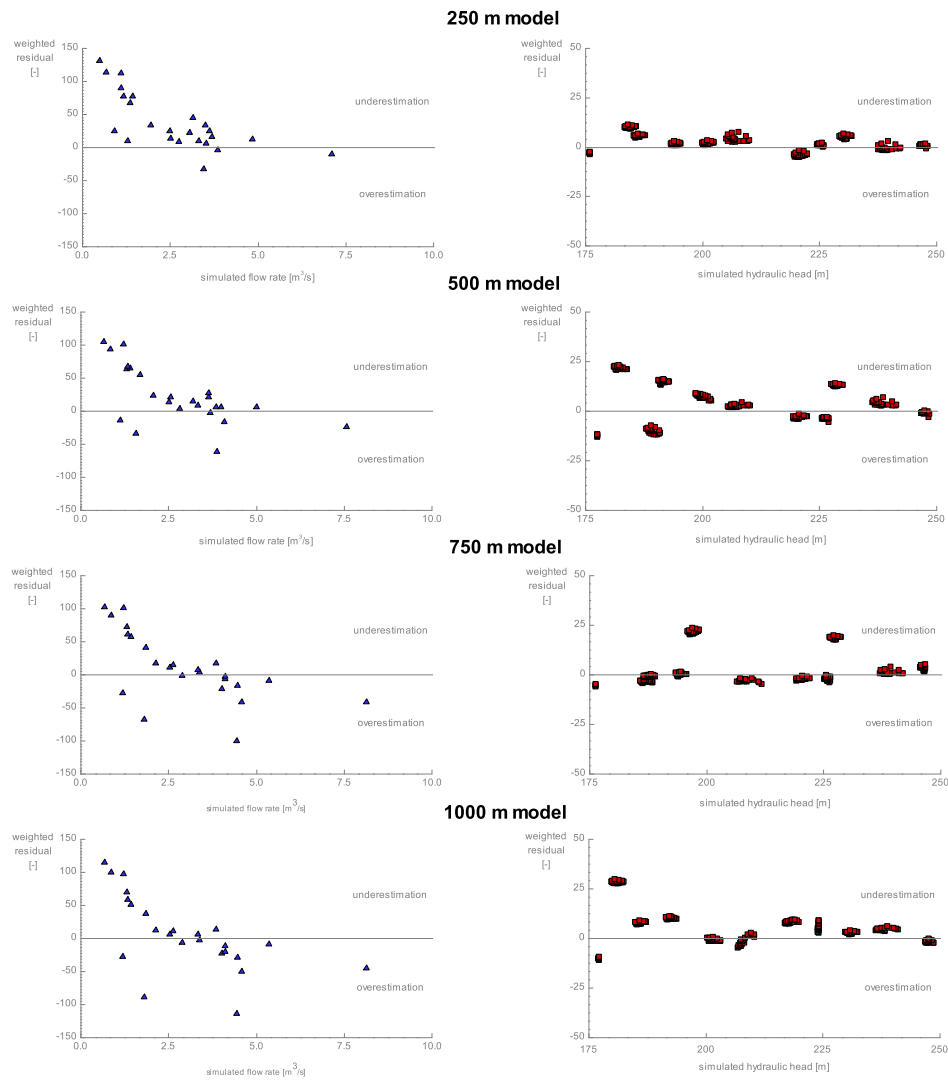 250 m model
weighted
residual
[-]
150
100
50
0
-50
-100
-150
underestimation
overestimation
0.0
2.5
5.0
7.5
10.0
simulated flow rate [m³/s]
weighted
residual
[-]
50
25
0
-25
-50
underestimation
overestimation
175
200
225
250
simulated hydraulic head [m]
500 m model
weighted
residual
[-]
150
100
50
0
-50
-100
-150
underestimation
overestimation
0.0
2.5
5.0
7.5
10.0
simulated flow rate [m³/s]
weighted
residual
[-]
50
25
0
-25
-50
underestimation
overestimation
175
200
225
250
simulated hydraulic head [m]
750 m model
weighted
residual
[-]
150
100
50
0
-50
-100
-150
underestimation
overestimation
0.0
2.5
5.0
7.5
10.0
simulated flow rate [m³/s]
weighted
residual
[-]
50
25
0
-25
-50
underestimation
overestimation
175
200
225
250
simulated hydraulic head [m]
1000 m model
weighted
residual
[-]
150
100
50
0
-50
-100
-150
underestimation
overestimation
0.0
2.5
5.0
7.5
10.0
simulated flow rate [m³/s]
weighted
residual
[-]
50
25
0
-25
-50
underestimation
overestimation
175
200
225
250
simulated hydraulic head [m]